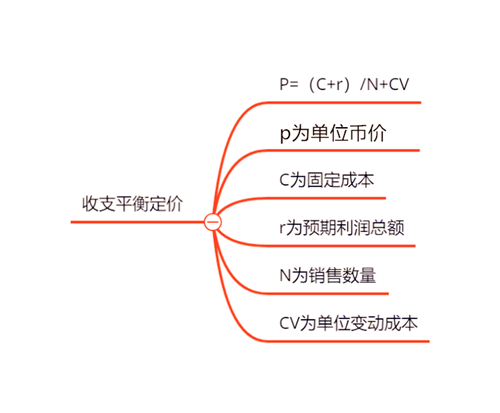 P=（C+r）/N+CV
p为单位币价
C为固定成本
收支平衡定价
r为预期利润总额
N为销售数量
CV为单位变动成本